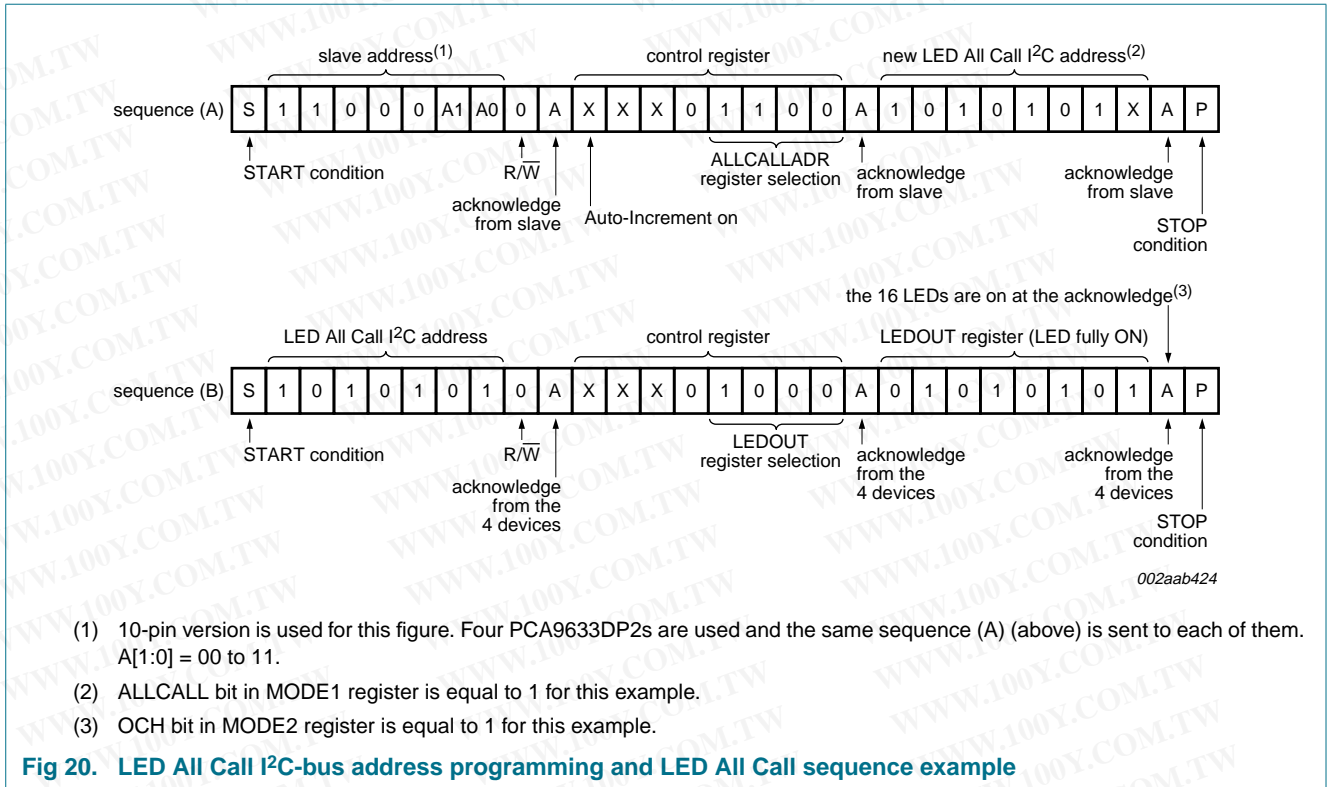 slave address(1) control register new LED All Call I2C address(2)
sequence (A) S 1 1 0 0 0 A1 A0 0 A X X X 0 1 1 0 0 A 1 0 1 0 1 0 1 X A P
START condition R/W̅ acknowledge from slave Auto-Increment on ALLCALLADR register selection acknowledge from slave acknowledge from slave STOP condition
the 16 LEDs are on at the acknowledge(3)
LED All Call I2C address control register LEDOUT register (LED fully ON)
sequence (B) S 1 0 1 0 1 0 1 0 A X X X 0 1 0 0 0 A 0 1 0 1 0 1 0 1 A P
START condition R/W̅ acknowledge from the 4 devices LEDOUT register selection acknowledge from the 4 devices acknowledge from the 4 devices STOP condition
002aab424
(1) 10-pin version is used for this figure. Four PCA9633DP2s are used and the same sequence (A) (above) is sent to each of them.
A[1:0] = 00 to 11.
(2) ALLCALL bit in MODE1 register is equal to 1 for this example.
(3) OCH bit in MODE2 register is equal to 1 for this example.
Fig 20. LED All Call I2C-bus address programming and LED All Call sequence example
WWW.100Y.COM.TW